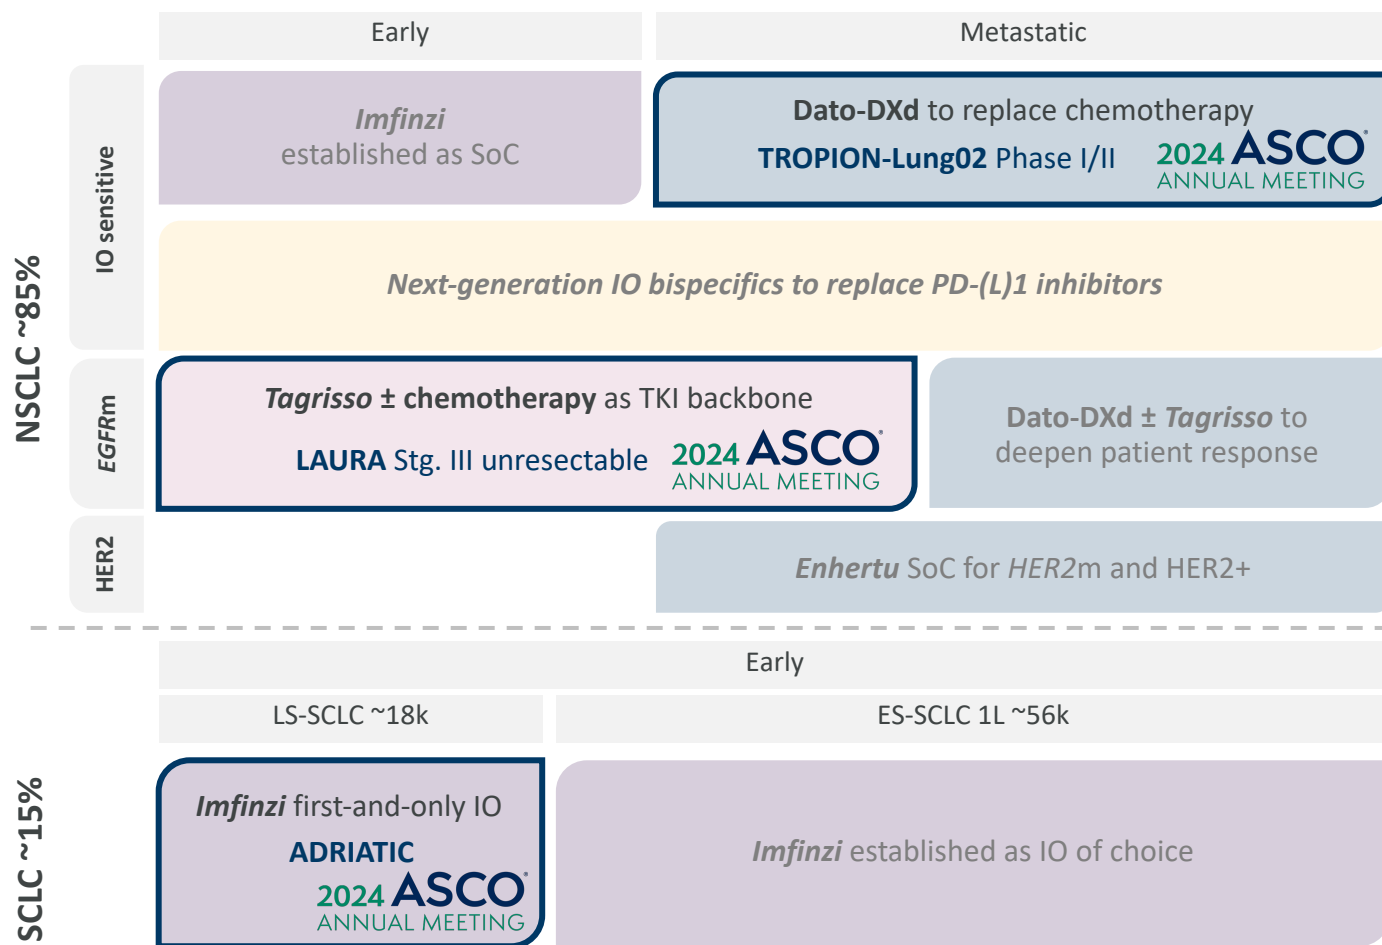 Early
Metastatic
NSCLC ~85%
IO sensitive
Imfinzi
established as SoC
Dato-DXd to replace chemotherapy
TROPION-Lung02 Phase I/II
2024 ASCO®
ANNUAL MEETING
Next-generation IO bispecifics to replace PD-(L)1 inhibitors
EGFRm
Tagrisso ± chemotherapy as TKI backbone
LAURA Stg. III unresectable
2024 ASCO®
ANNUAL MEETING
Dato-DXd ± Tagrisso to
deepen patient response
HER2
Enhertu SoC for HER2m and HER2+
SCLC ~15%
Early
LS-SCLC ~18k
ES-SCLC 1L ~56k
Imfinzi first-and-only IO
ADRIATIC
2024 ASCO®
ANNUAL MEETING
Imfinzi established as IO of choice